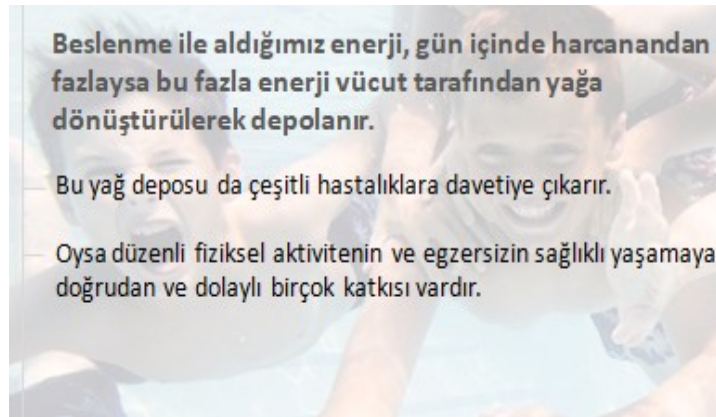 Beslenme ile aldığımız enerji, gün içinde harcanandan
fazlaysa bu fazla enerji vücut tarafından yağa
dönüştürülerek depolanır.
Bu yağ deposu da çeşitli hastalıklara davetiye çıkarır.
Oysa düzenli fiziksel aktivitenin ve egzersizin sağlıklı yaşamaya
doğrudan ve dolaylı birçok katkısı vardır.